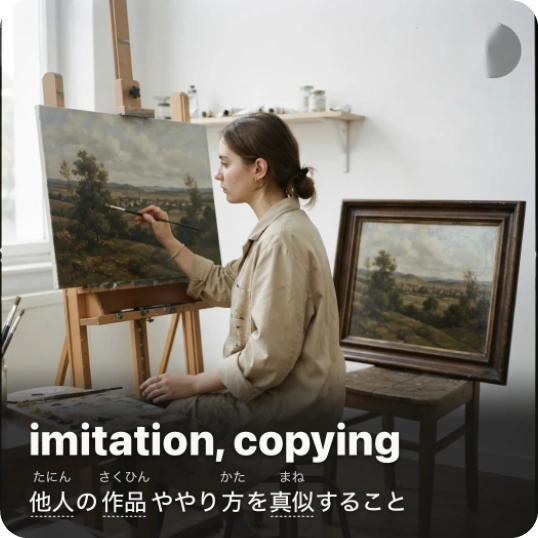 imitation, copying
たにん さくひん かた まね
他人の作品ややり方を真似すること